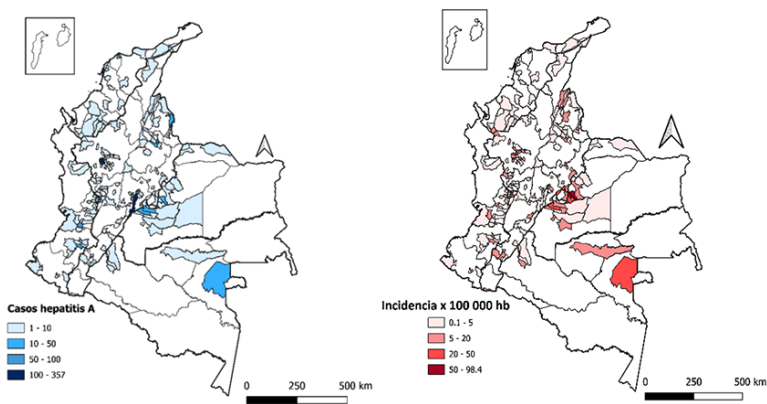 Casos hepatitis A
1 - 10
10 - 50
50 - 100
100 - 357
0
250
500 km
Incidencia x 100 000 hb
0.1 - 5
5 - 20
20 - 50
50 - 98.4
0
250
500 km